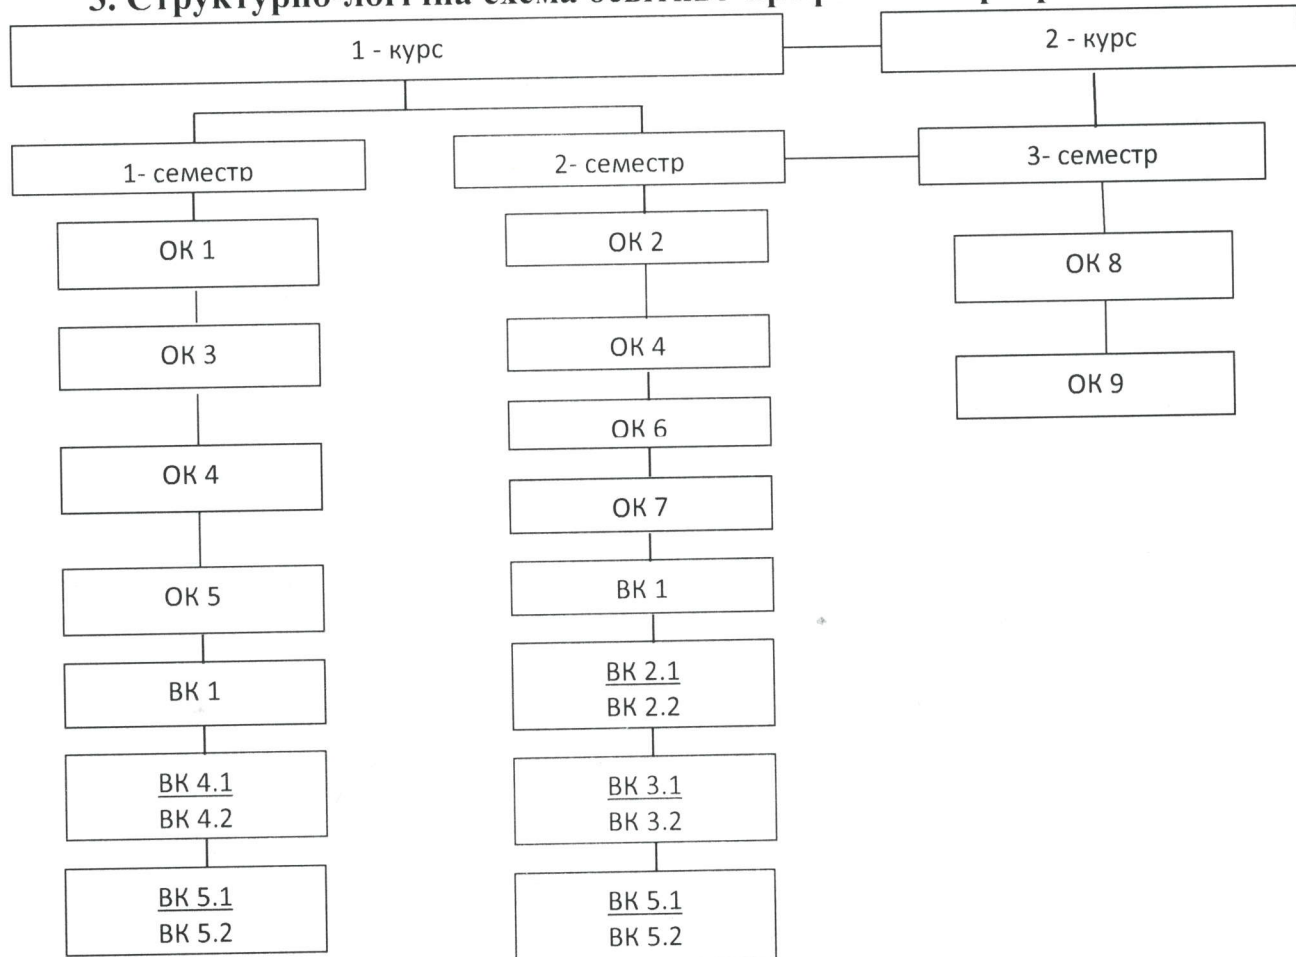 1 - курс
2 - курс
1- семестр
2- семестр
3- семестр
ОК 1
ОК 3
ОК 4
ОК 5
ВК 1
ВК 4.1
ВК 4.2
ВК 5.1
ВК 5.2
ОК 2
ОК 4
ОК 6
ОК 7
ВК 1
ВК 2.1
ВК 2.2
ВК 3.1
ВК 3.2
ВК 5.1
ВК 5.2
ОК 8
ОК 9